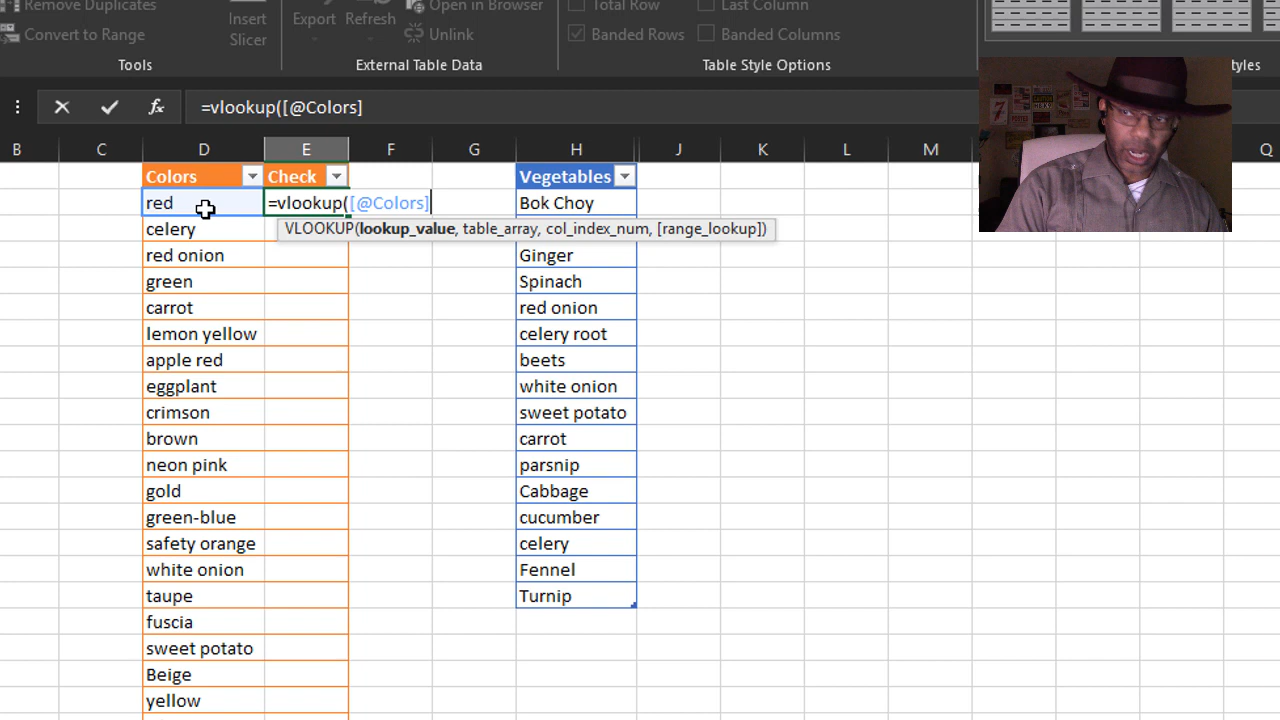 Remove Duplicates
Convert to Range
Insert
Slicer
Export
Refresh
Open in Browser
Unlink
Total Row
Banded Rows
Last Column
Banded Columns
Tools
External Table Data
Table Style Options
yles
=vlookup([@Colors]
B C D E F G H J K L M Q
Colors Check Vegetables
red =vlookup([@Colors] Bok Choy
celery VLOOKUP(lookup_value, table_array, col_index_num, [range_lookup])
red onion Ginger
green Spinach
carrot red onion
lemon yellow celery root
apple red beets
eggplant white onion
crimson sweet potato
brown carrot
neon pink parsnip
gold Cabbage
green-blue cucumber
safety orange celery
white onion Fennel
taupe Turnip
fuscia
sweet potato
Beige
yellow